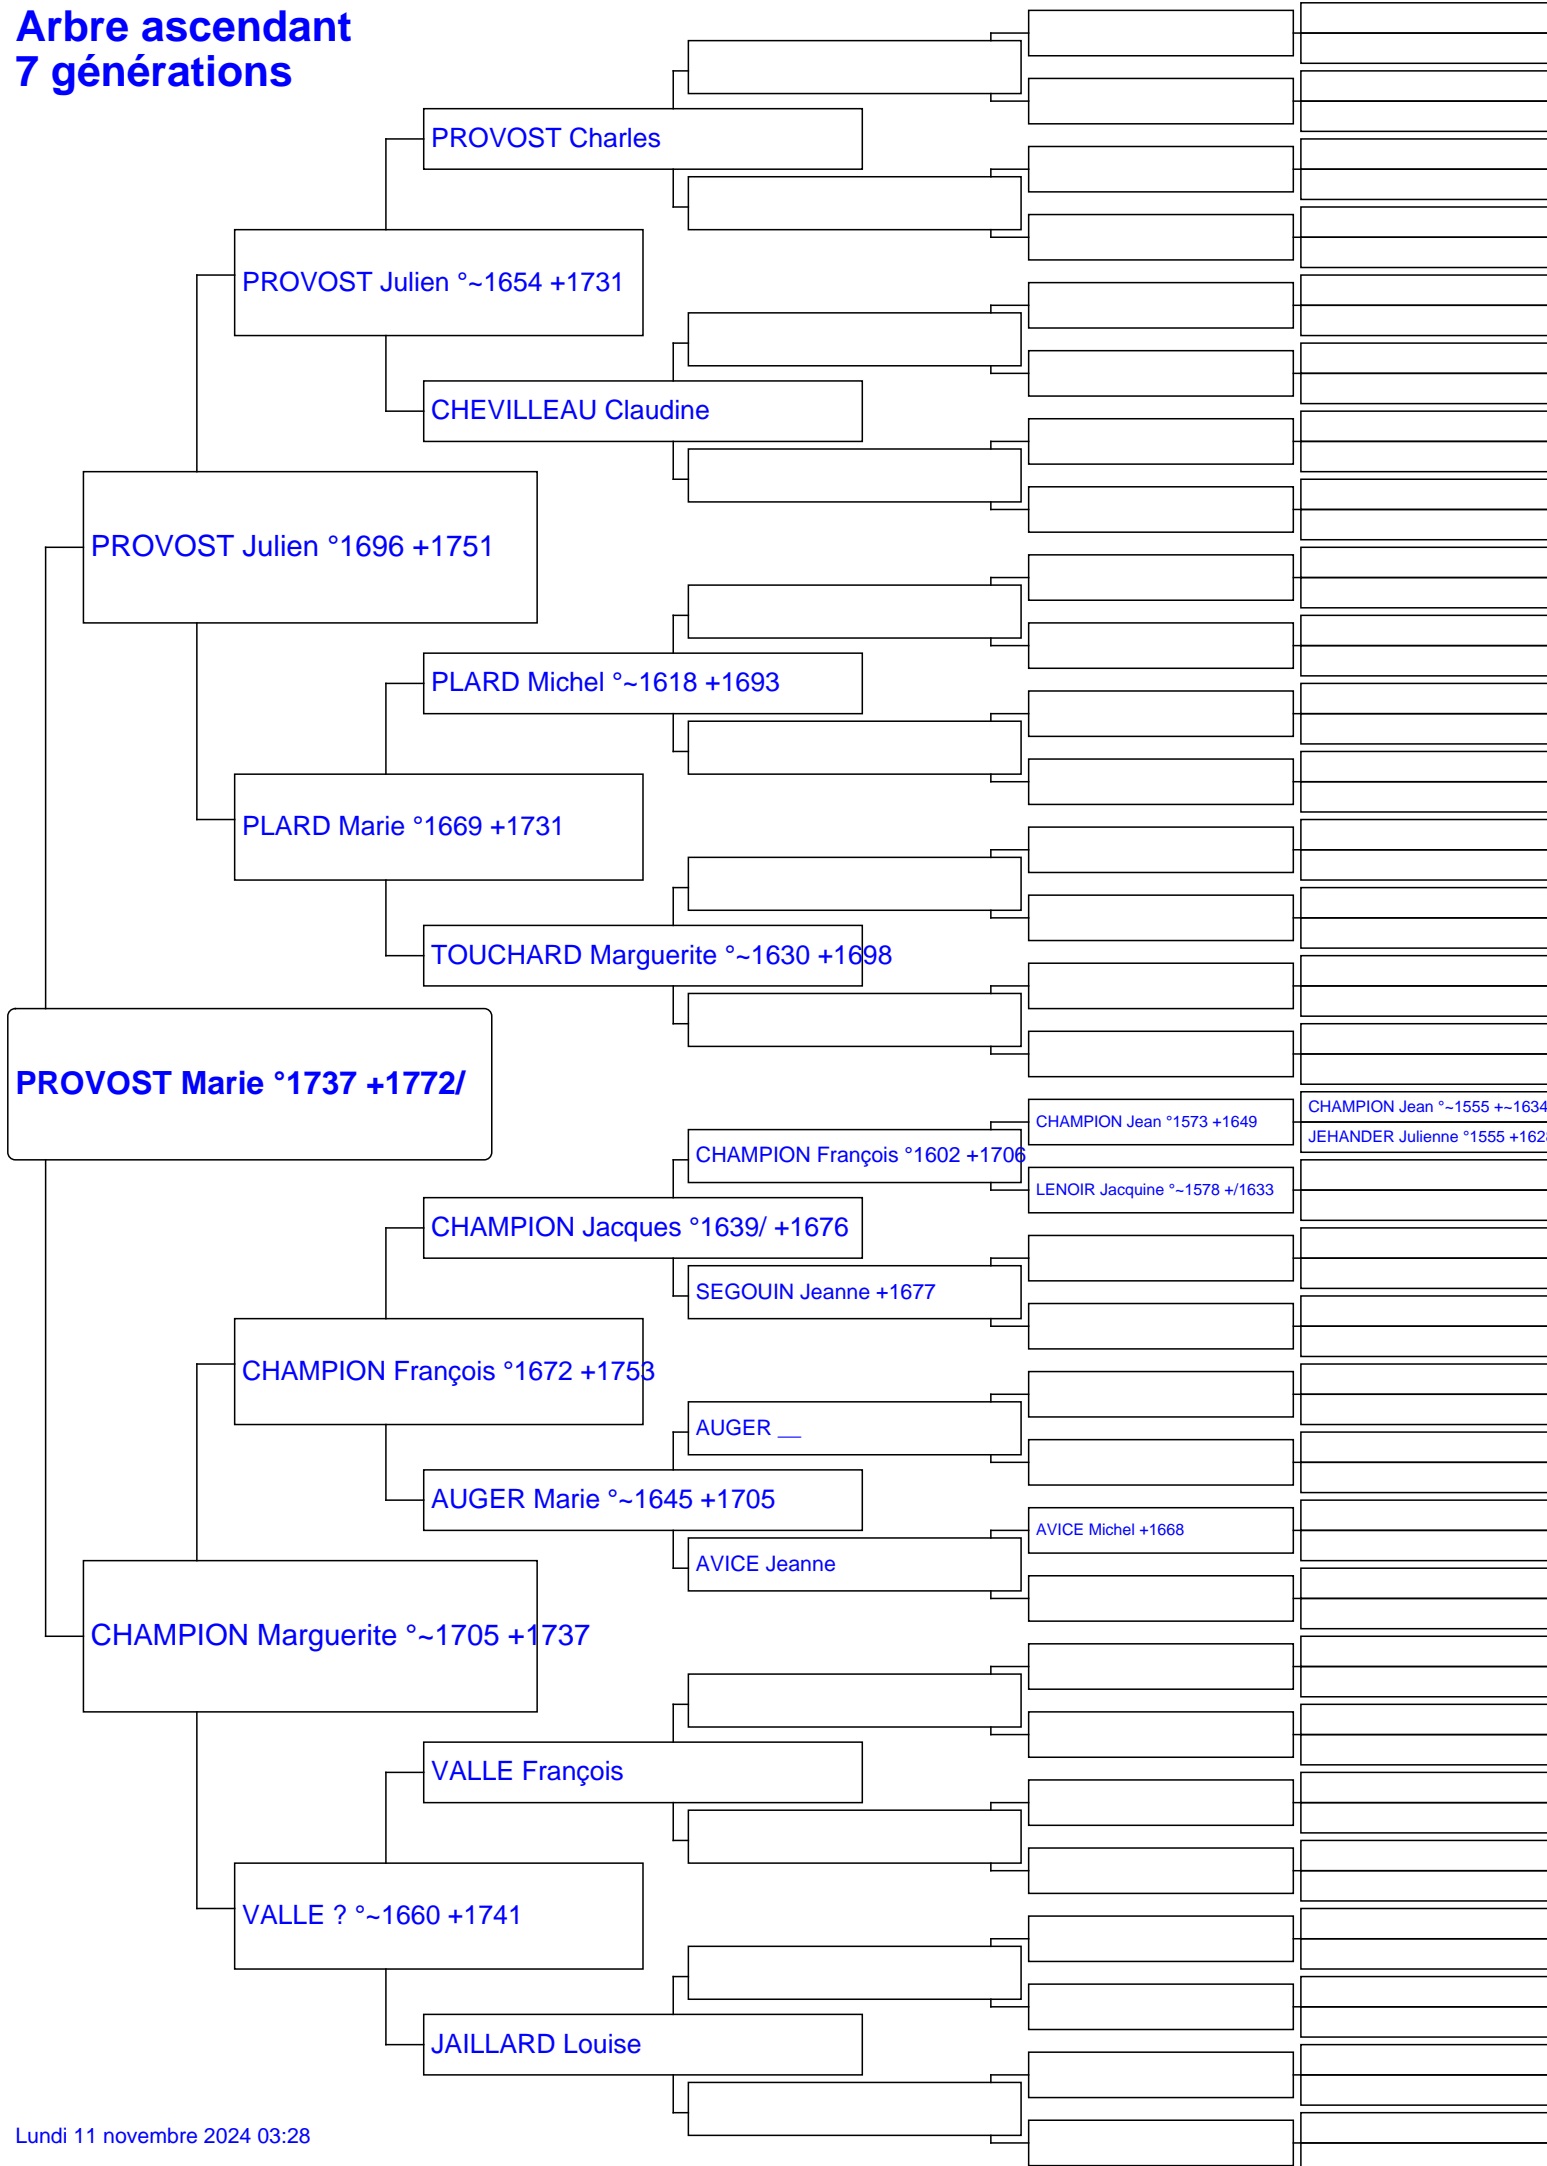 Arbre ascendant
7 générations
PROVOST Charles
PROVOST Julien °~1654 +1731
CHEVILLEAU Claudine
PROVOST Julien °1696 +1751
PLARD Michel °~1618 +1693
PLARD Marie °1669 +1731
TOUCHARD Marguerite °~1630 +1698
PROVOST Marie °1737 +1772/
CHAMPION Jean °~1555 +~1634
CHAMPION Jean °1573 +1649
JEHANDER Julienne °1555 +1628
CHAMPION François °1602 +1706
LENOIR Jacquine °~1578 +/1633
CHAMPION Jacques °1639/ +1676
SEGOUIN Jeanne +1677
CHAMPION François °1672 +1753
AUGER __
AUGER Marie °~1645 +1705
AVICE Michel +1668
AVICE Jeanne
CHAMPION Marguerite °~1705 +1737
VALLE François
VALLE ? °~1660 +1741
JAILLARD Louise
Lundi 11 novembre 2024 03:28